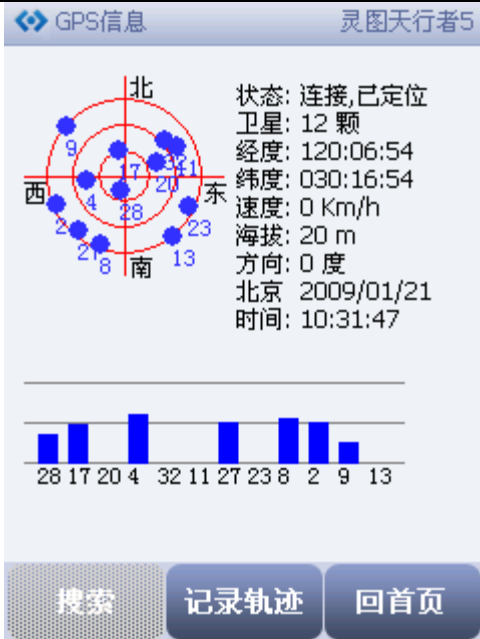 GPS信息
灵图天行者5
北
西
东
南
9
32
11
17
20
4
28
2
23
27
8
13
状态: 连接,已定位
卫星: 12 颗
经度: 120:06:54
纬度: 030:16:54
速度: 0 Km/h
海拔: 20 m
方向: 0 度
北京 2009/01/21
时间: 10:31:47
28 17 20 4 32 11 27 23 8 2 9 13
搜索
记录轨迹
回首页